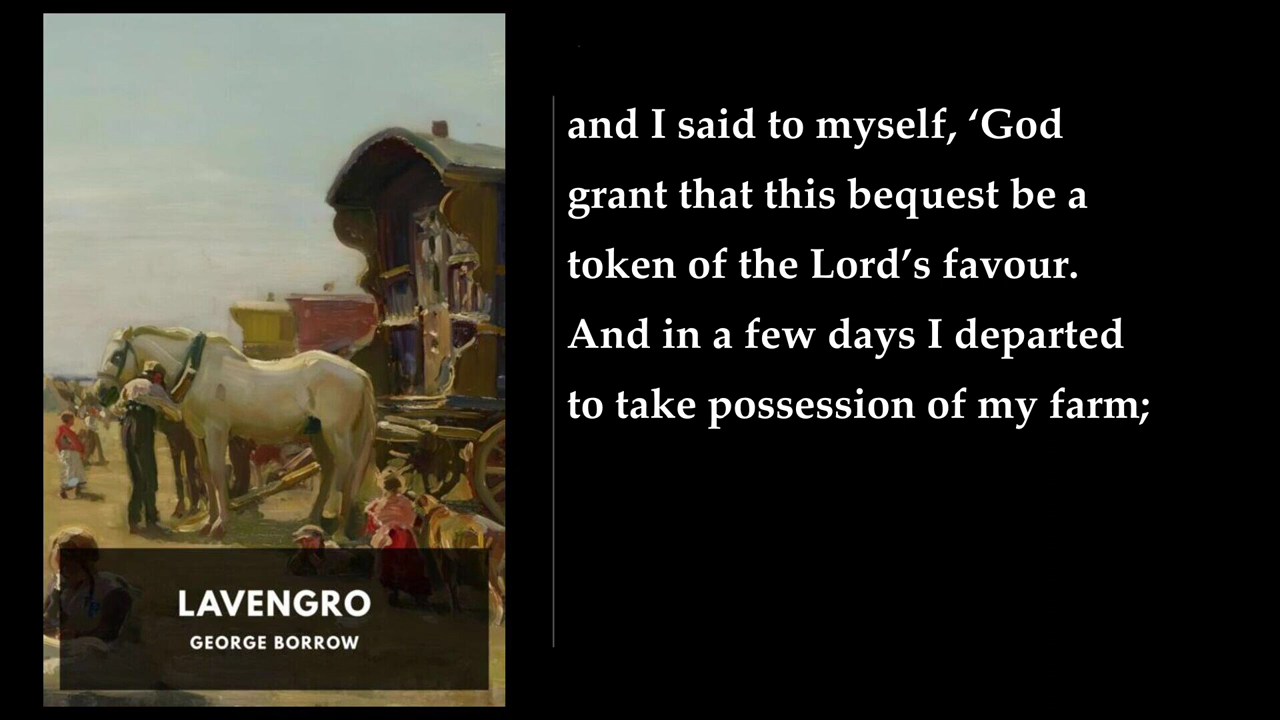 LAVENGRO
GEORGE BORROW
and I said to myself, ‘God
grant that this bequest be a
token of the Lord’s favour.
And in a few days I departed
to take possession of my farm;